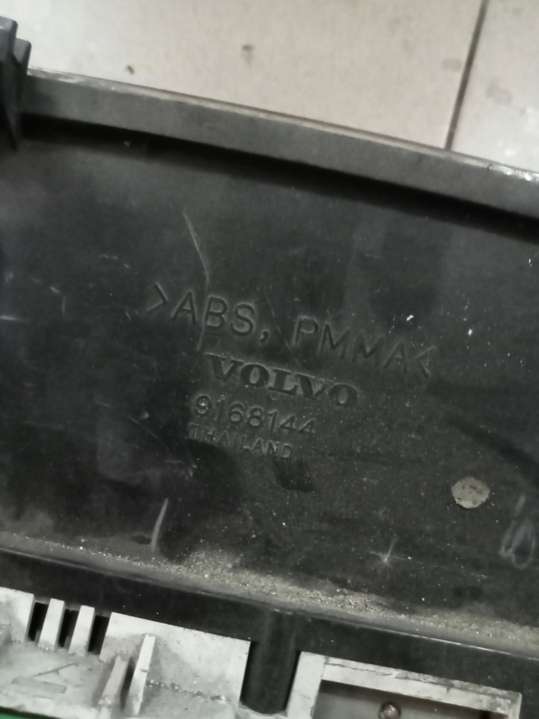 >ABS, PMMA<
VOLVO
9168144
THAILAND